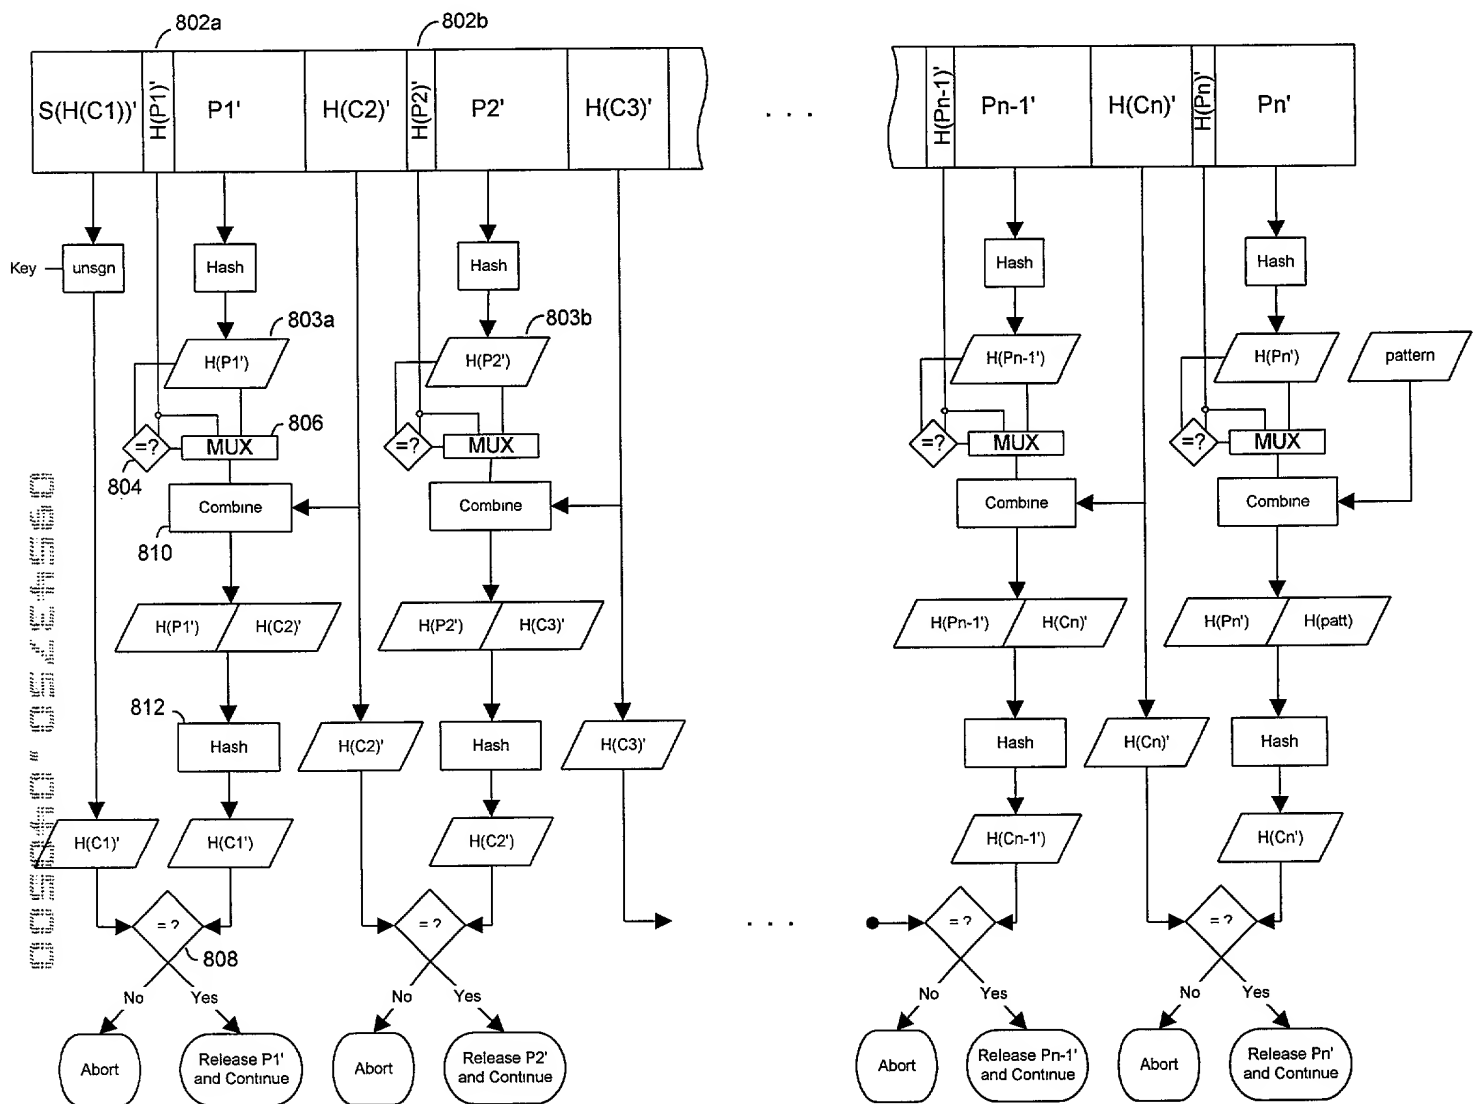 802a
802b
S(H(C1))'
H(P1)'
P1'
H(C2)'
H(P2)'
P2'
H(C3)'
. . .
H(Pn-1)'
Pn-1'
H(Cn)'
H(Pn)'
Pn'
Key
unsgn
Hash
Hash
Hash
Hash
803a
803b
H(P1')
H(P2')
H(Pn-1')
H(Pn')
pattern
=?
MUX
806
=?
MUX
=?
MUX
=?
MUX
804
Combine
Combine
Combine
Combine
810
H(P1')
H(C2)'
H(P2')
H(C3)'
H(Pn-1')
H(Cn)'
H(Pn')
H(patt)
812
Hash
H(C2)'
Hash
H(C3)'
Hash
H(Cn)'
Hash
H(C1)'
H(C1')
H(C2')
H(Cn-1')
H(Cn')
= ?
= ?
. . .
= ?
= ?
808
No
Yes
No
Yes
No
Yes
No
Yes
Abort
Release P1'
and Continue
Abort
Release P2'
and Continue
Abort
Release Pn-1'
and Continue
Abort
Release Pn'
and Continue